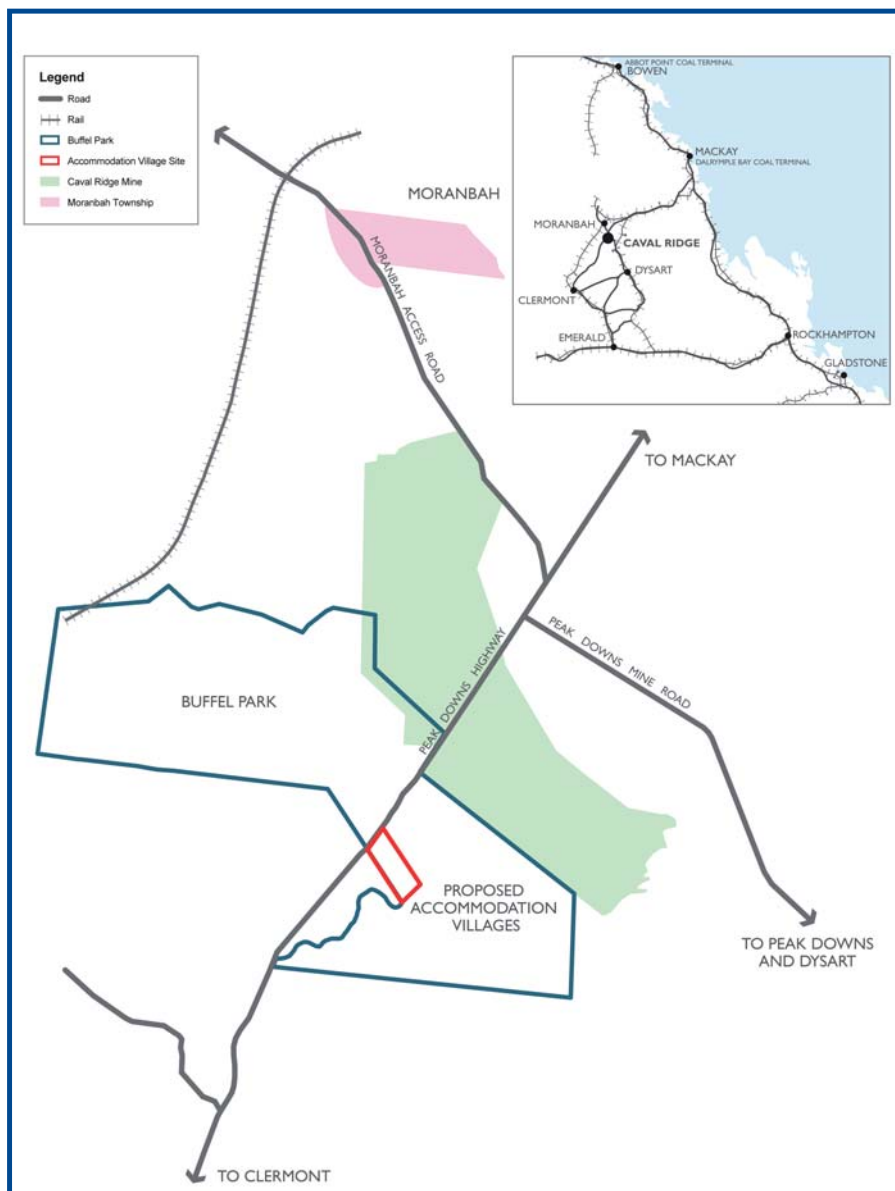 Legend
Road
Rail
Buffel Park
Accommodation Village Site
Caval Ridge Mine
Moranbah Township
ABBOT POINT COAL TERMINAL
BOWEN
MACKAY
DALRYMPLE BAY COAL TERMINAL
MORANBAH
CAVAL RIDGE
DYSART
CLERMONT
EMERALD
ROCKHAMPTON
GLADSTONE
MORANBAH
MORANBAH ACCESS ROAD
TO MACKAY
PEAK DOWNS HIGHWAY
PEAK DOWNS MINE ROAD
BUFFEL PARK
PROPOSED
ACCOMMODATION
VILLAGES
TO PEAK DOWNS
AND DYSART
TO CLERMONT